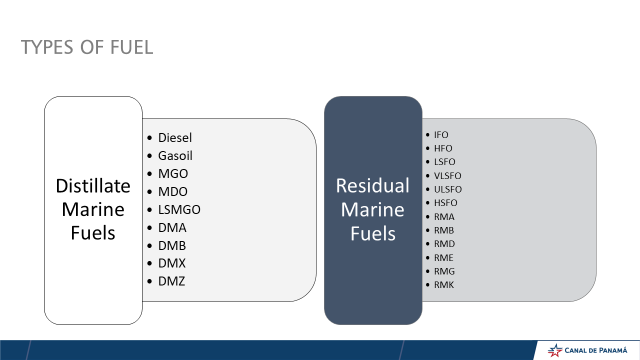 TYPES OF FUEL
Distillate
Marine
Fuels
• Diesel
• Gasoil
• MGO
• MDO
• LSMGO
• DMA
• DMB
• DMX
• DMZ
Residual
Marine
Fuels
• IFO
• HFO
• LSFO
• VLSFO
• ULSFO
• HSFO
• RMA
• RMB
• RMD
• RME
• RMG
• RMK
CANAL DE PANAMÁ